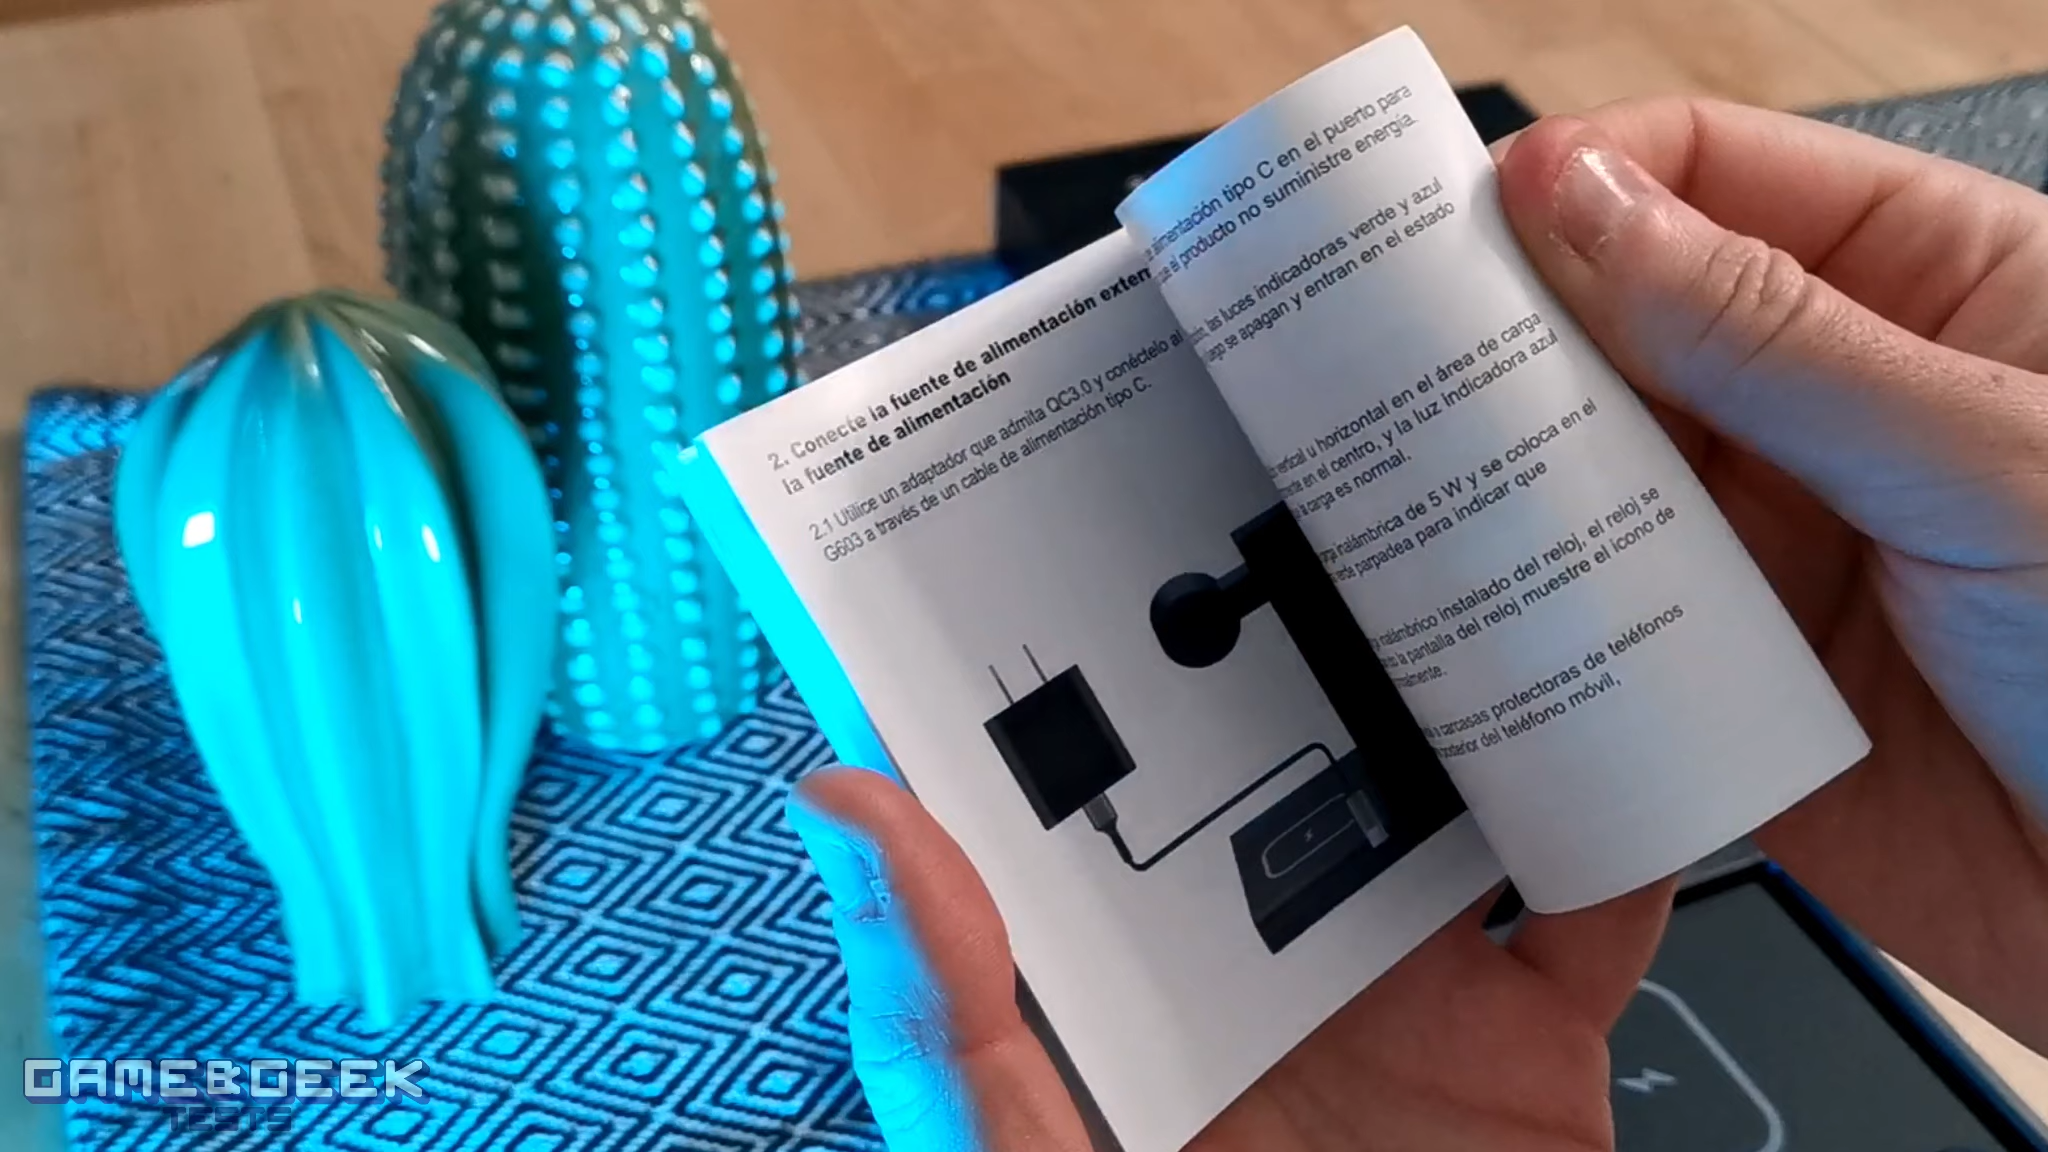 2. Conecte la fuente de alimentación extern
la fuente de alimentación
2.1 Utilice un adaptador que admita QC3.0 y conéctelo al
G603 a través de un cable de alimentación tipo C.
alimentación tipo C en el puerto para
el producto no suministre energía.
las luces indicadoras verde y azul
se apagan y entran en el estado
vertical u horizontal en el área de carga
en el centro, y la luz indicadora azul
la carga es normal.
inalámbrica de 5 W y se coloca en el
parpadea para indicar que
inalámbrico instalado del reloj, el reloj se
la pantalla del reloj muestre el icono de
carcasas protectoras de teléfonos
posterior del teléfono móvil,
GAME&GEEK
TESTS